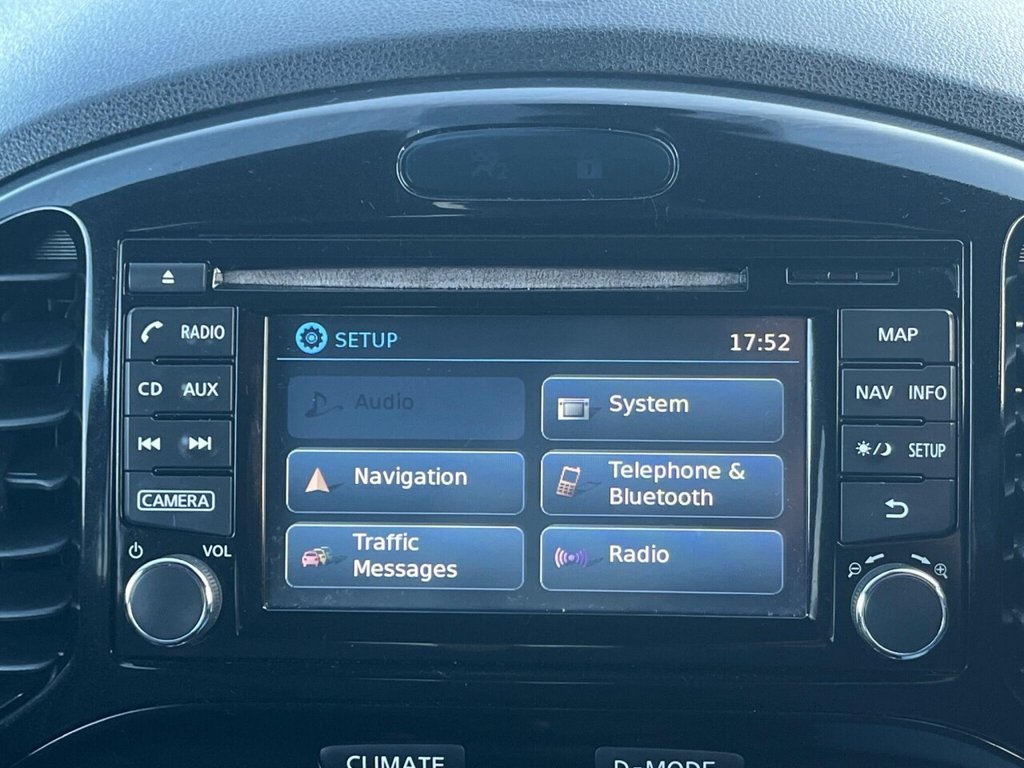 RADIO
CD AUX
CAMERA
VOL
SETUP 17:52
Audio
System
Navigation
Telephone &
Bluetooth
Traffic
Messages
Radio
MAP
NAV INFO
SETUP
CLIMATE
D-MODE